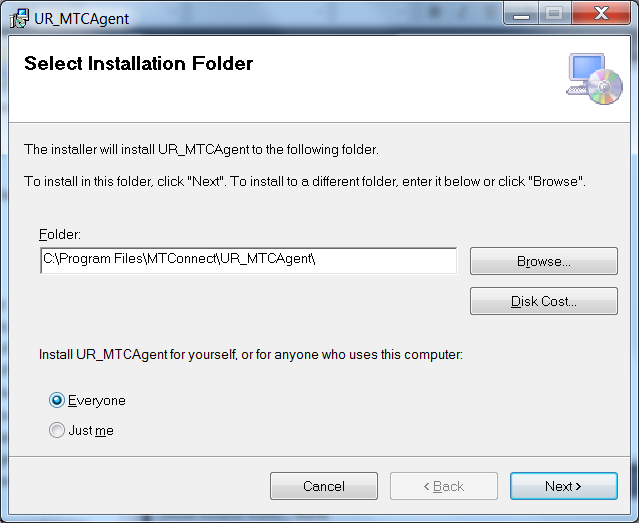 UR_MTCAgent
Select Installation Folder
The installer will install UR_MTCAgent to the following folder.
To install in this folder, click "Next". To install to a different folder, enter it below or click "Browse".
Folder:
C:\Program Files\MTConnect\UR_MTCAgent\
Browse...
Disk Cost...
Install UR_MTCAgent for yourself, or for anyone who uses this computer:
Everyone
Just me
Cancel
< Back
Next >